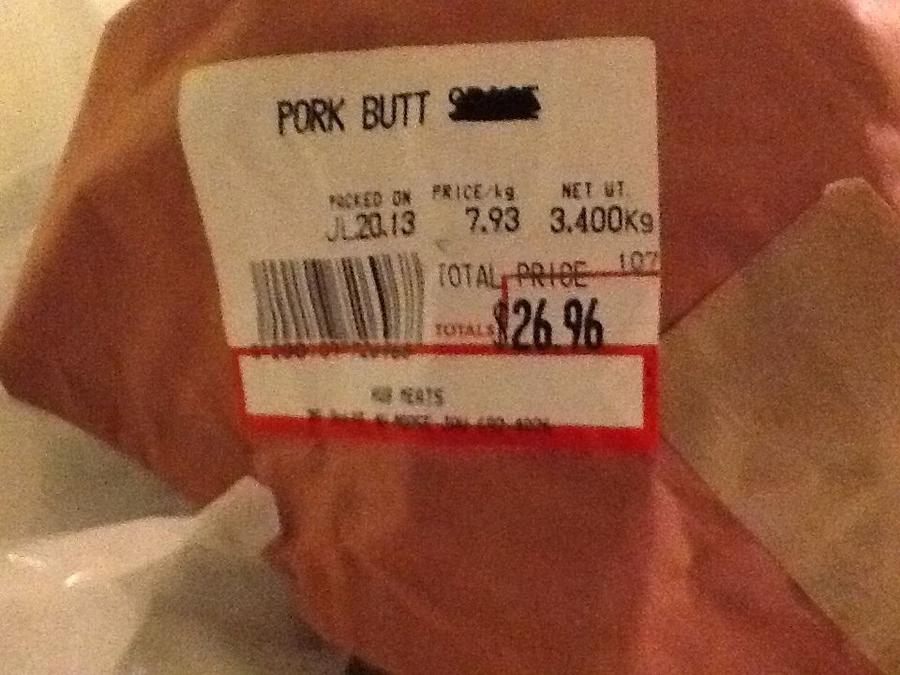 PORK BUTT
PACKED ON PRICE/kg NET WT.
JL20.13 7.93 3.400Kg
TOTAL PRICE 107
TOTALS $26.96
MEATS